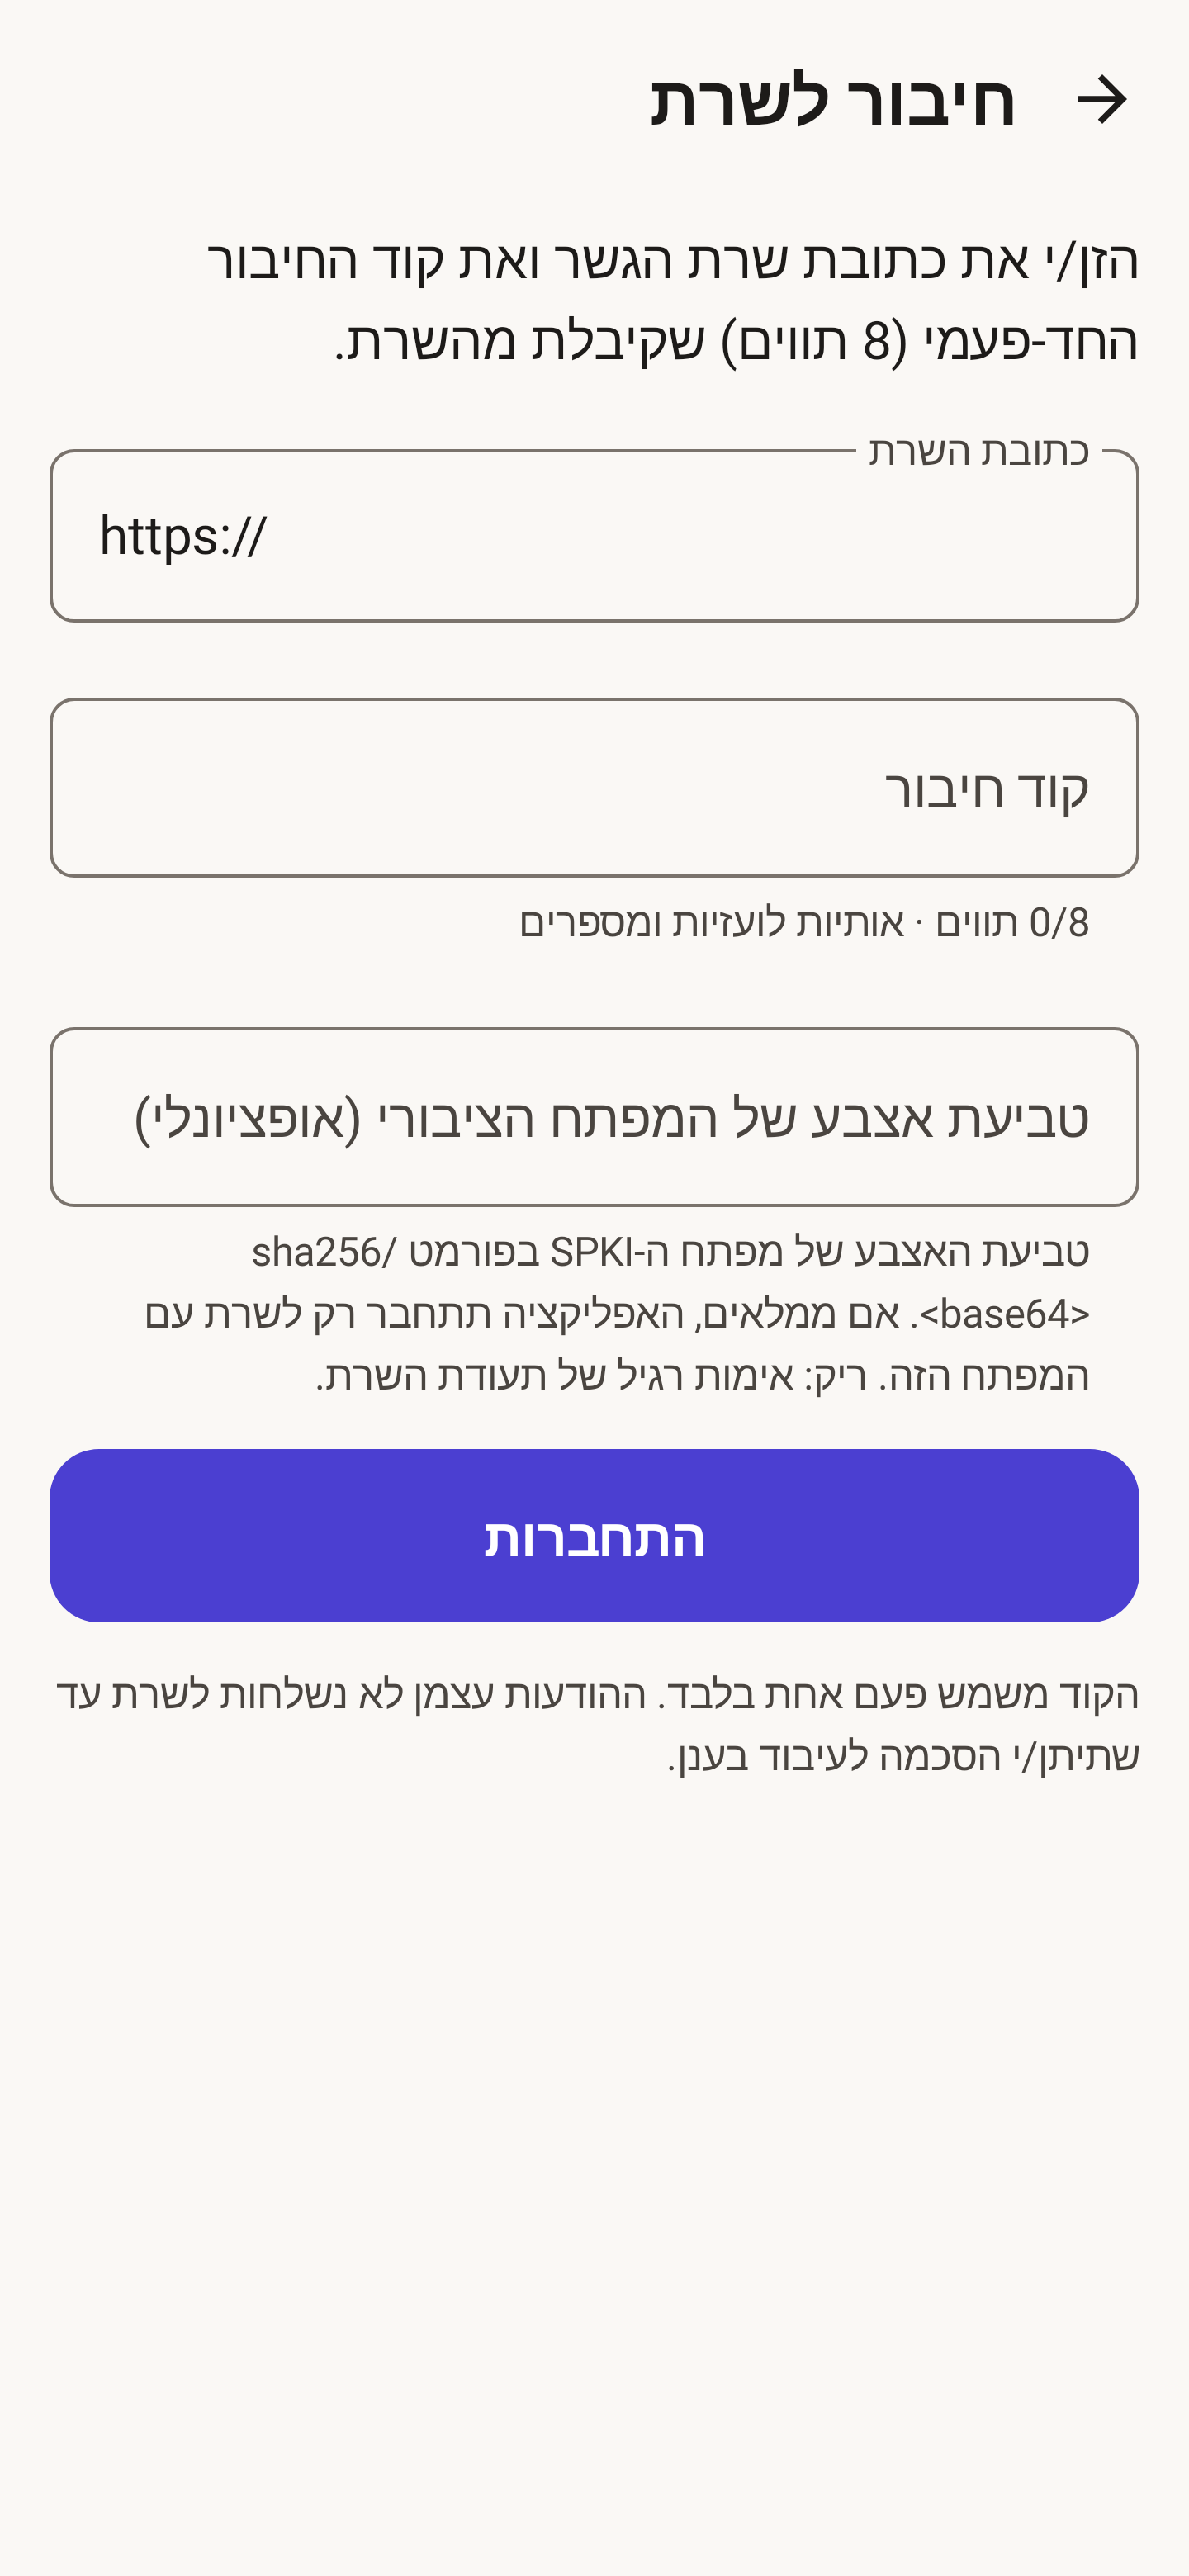 חיבור לשרת
הזן/י את כתובת שרת הגשר ואת קוד החיבור
החד-פעמי (8 תווים) שקיבלת מהשרת.
כתובת השרת
https://
קוד חיבור
0/8 תווים · אותיות לועזיות ומספרים
טביעת אצבע של המפתח הציבורי (אופציונלי)
טביעת האצבע של מפתח ה-SPKI בפורמט sha256/
<base64>. אם ממלאים, האפליקציה תתחבר רק לשרת עם
המפתח הזה. ריק: אימות רגיל של תעודת השרת.
התחברות
הקוד משמש פעם אחת בלבד. ההודעות עצמן לא נשלחות לשרת עד
שתיתן/י הסכמה לעיבוד בענן.